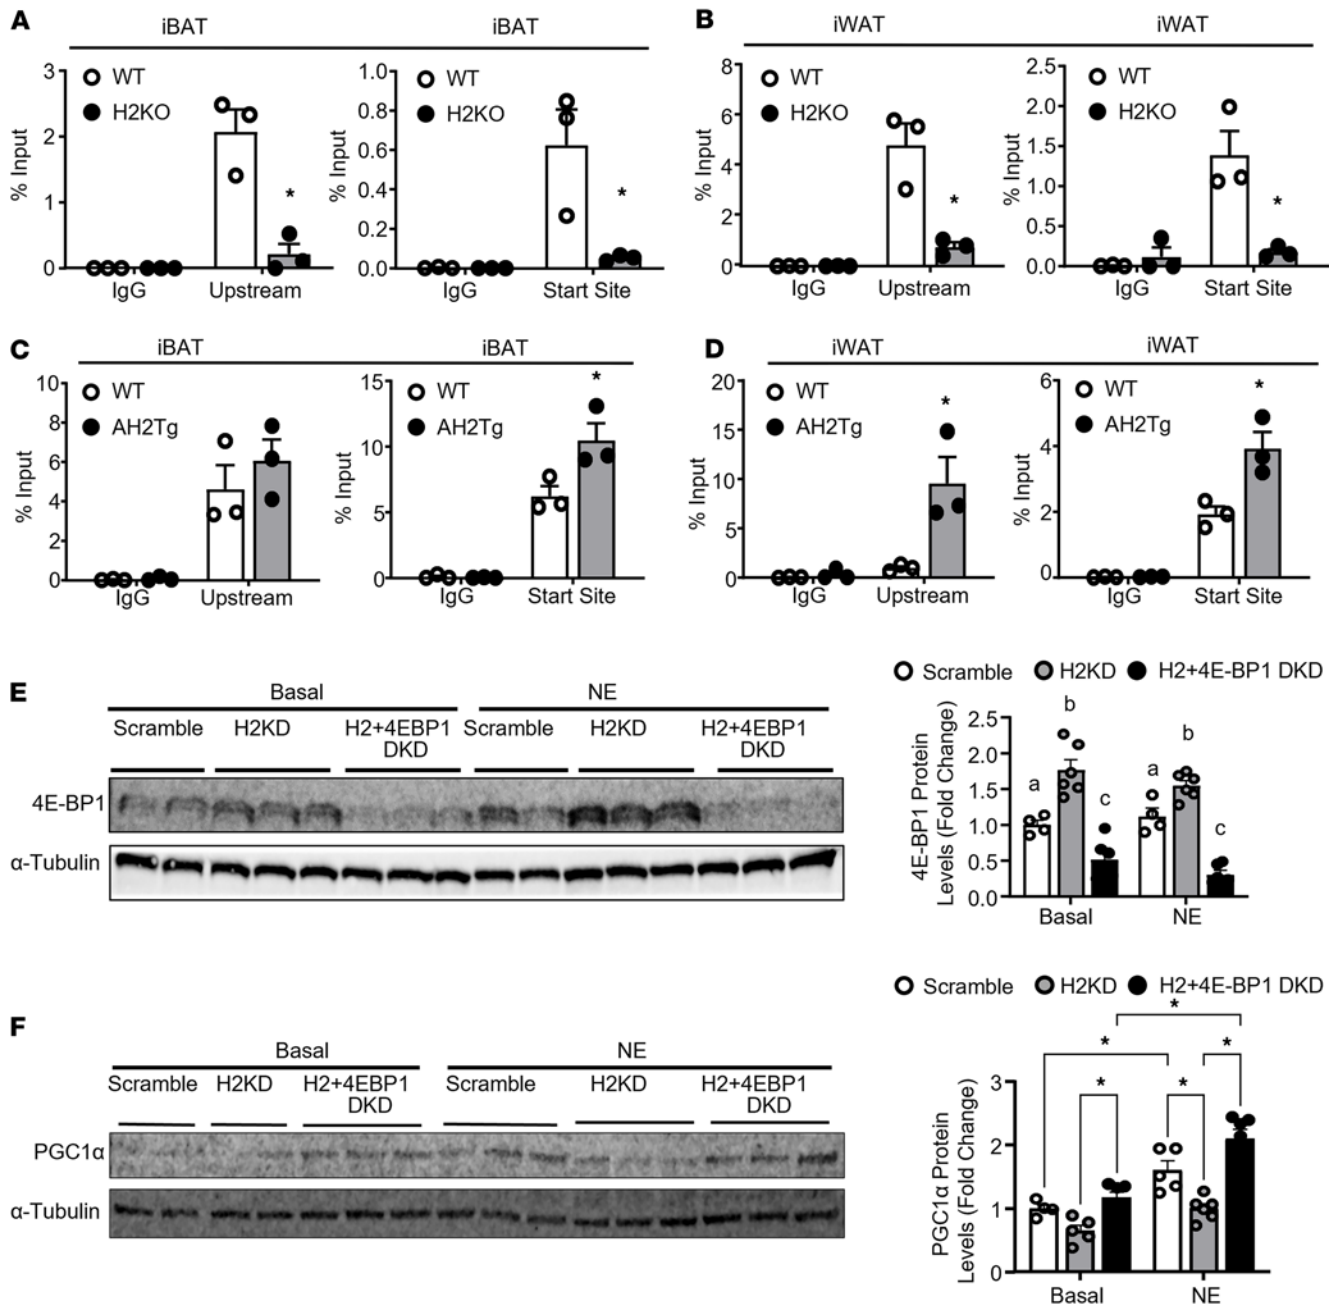 A
iBAT
iBAT
WT
H2KO
WT
H2KO
% Input
3
2
1
0
*
IgG
Upstream
% Input
1.0
0.8
0.6
0.4
0.2
0.0
*
IgG
Start Site
B
iWAT
iWAT
WT
H2KO
WT
H2KO
% Input
8
6
4
2
0
*
IgG
Upstream
% Input
2.5
2.0
1.5
1.0
0.5
0.0
*
IgG
Start Site
C
iBAT
iBAT
WT
AH2Tg
WT
AH2Tg
% Input
10
8
6
4
2
0
IgG
Upstream
% Input
15
10
5
0
*
IgG
Start Site
D
iWAT
iWAT
WT
AH2Tg
WT
AH2Tg
% Input
20
15
10
5
0
*
IgG
Upstream
% Input
6
4
2
0
*
IgG
Start Site
E
Basal
NE
Scramble
H2KD
H2+4EBP1
DKD
Scramble
H2KD
H2+4EBP1
DKD
4E-BP1
α-Tubulin
Scramble
H2KD
H2+4E-BP1 DKD
4E-BP1 Protein
Levels (Fold Change)
2.5
2.0
1.5
1.0
0.5
0.0
a
b
c
a
b
c
Basal
NE
F
Basal
NE
Scramble
H2KD
H2+4EBP1
DKD
Scramble
H2KD
H2+4EBP1
DKD
PGC1α
α-Tubulin
Scramble
H2KD
H2+4E-BP1 DKD
PGC1α Protein
Levels (Fold Change)
3
2
1
0
*
*
*
*
*
Basal
NE